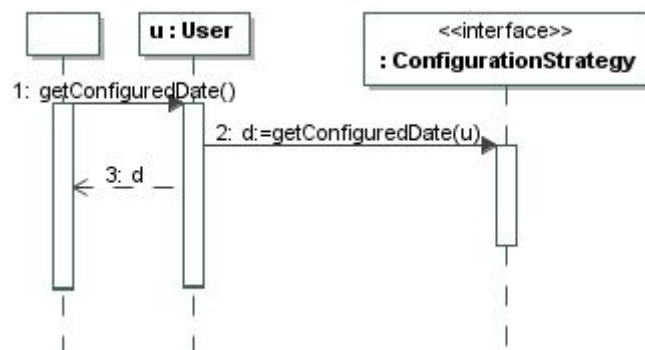 u : User
<<interface>>
: ConfigurationStrategy
1: getConfiguredDate()
2: d:=getConfiguredDate(u)
3: d